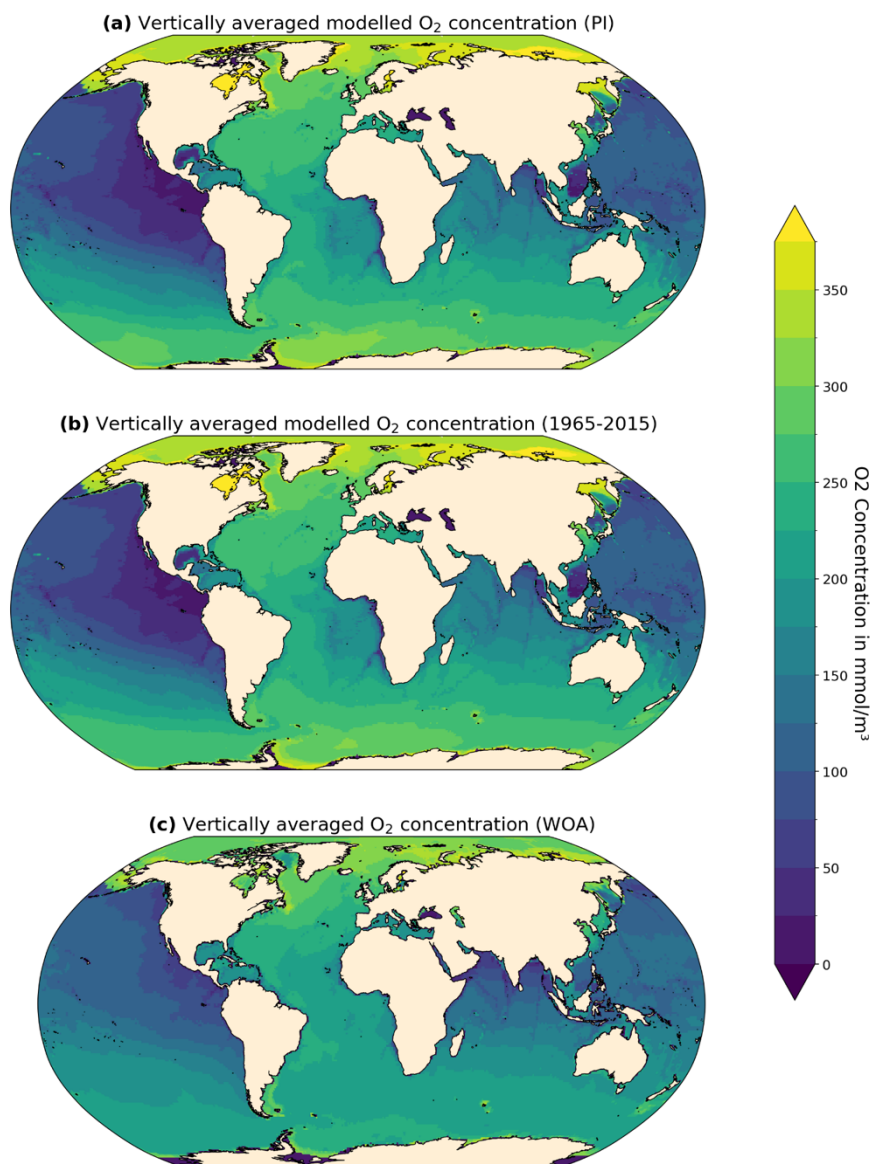 (a) Vertically averaged modelled O₂ concentration (PI)
(b) Vertically averaged modelled O₂ concentration (1965-2015)
(c) Vertically averaged O₂ concentration (WOA)
350
300
250
200
150
100
50
0
O2 Concentration in mmol/m³